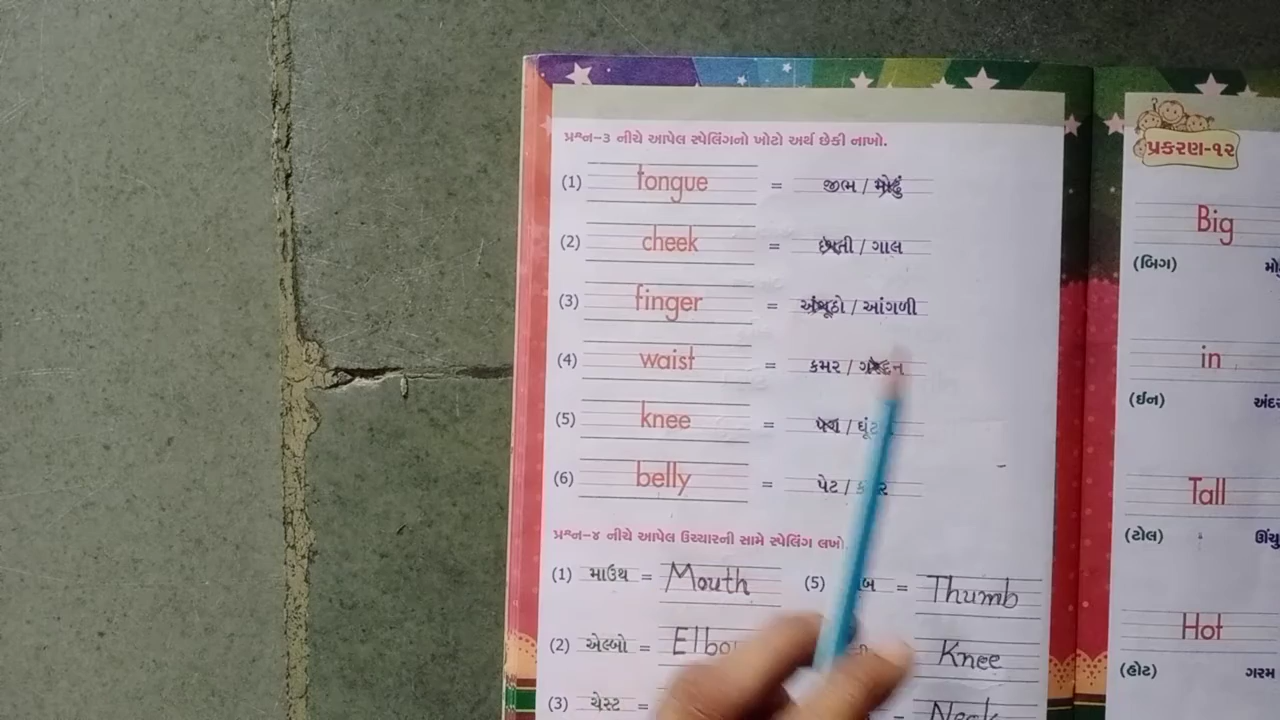 પ્રશ્ન-૩ નીચે આપેલ સ્પેલિંગનો ખોટો અર્થ છેકી નાખો.
(1) tongue = જીભ / મોઢું
(2) cheek = છાતી / ગાલ
(3) finger = અંગૂઠો / આંગળી
(4) waist = કમર / ગરદન
(5) knee = / 
(6) belly = પેટ /
પ્રશ્ન-૪ નીચે આપેલ ઉચ્ચારની સામે સ્પેલિંગ લખો
(1) માઉથ = Mouth (5) = Thumb
(2) એલ્બો = Knee
(3) ચેસ્ટ = Neck
પ્રકરણ-૧૨
Big
(બિગ)
in
(ઈન) અંદર
Tall
(ટોલ) ઊંચુ
Hot
(હોટ) ગરમ